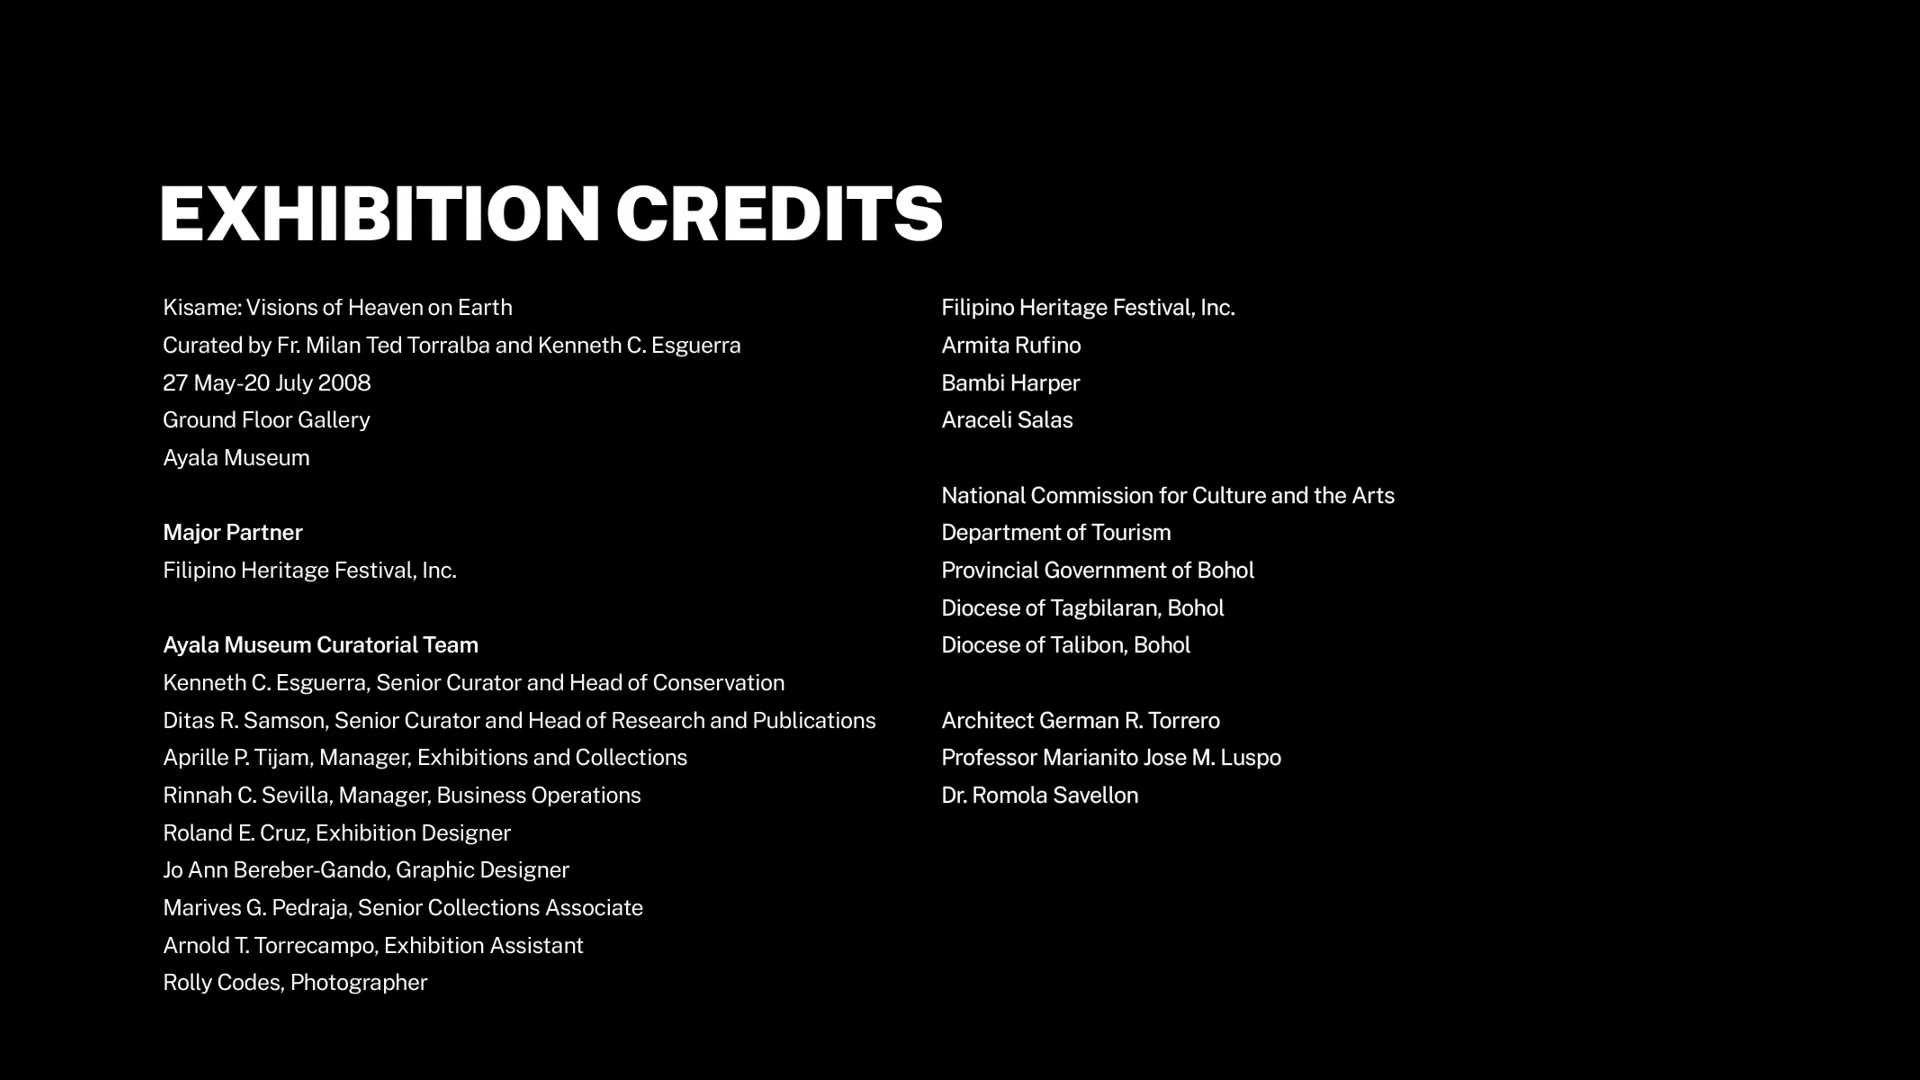 EXHIBITION CREDITS
Kisame: Visions of Heaven on Earth
Curated by Fr. Milan Ted Torralba and Kenneth C. Esguerra
27 May-20 July 2008
Ground Floor Gallery
Ayala Museum
Major Partner
Filipino Heritage Festival, Inc.
Ayala Museum Curatorial Team
Kenneth C. Esguerra, Senior Curator and Head of Conservation
Ditas R. Samson, Senior Curator and Head of Research and Publications
Aprille P. Tijam, Manager, Exhibitions and Collections
Rinnah C. Sevilla, Manager, Business Operations
Roland E. Cruz, Exhibition Designer
Jo Ann Bereber-Gando, Graphic Designer
Marives G. Pedraja, Senior Collections Associate
Arnold T. Torrecampo, Exhibition Assistant
Rolly Codes, Photographer
Filipino Heritage Festival, Inc.
Armita Rufino
Bambi Harper
Araceli Salas
National Commission for Culture and the Arts
Department of Tourism
Provincial Government of Bohol
Diocese of Tagbilaran, Bohol
Diocese of Talibon, Bohol
Architect German R. Torrero
Professor Marianito Jose M. Luspo
Dr. Romola Savellon